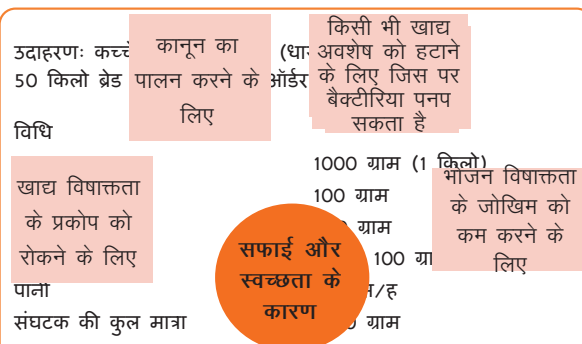 उदाहरणः
50 किलो ब्रेड ऑर्डर
विधि
1000 ग्राम (1 किलो)
100 ग्राम
ग्राम
100
पानी
संघटक की कुल मात्रा ग्राम
कानून का
पालन करने के
लिए
किसी भी खाद्य
अवशेष को हटाने
के लिए जिस पर
बैक्टीरिया पनप
सकता है
खाद्य विषाक्तता
के प्रकोप को
रोकने के लिए
भोजन विषाक्तता
के जोखिम को
कम करने के
लिए
सफाई और
स्वच्छता के
कारण